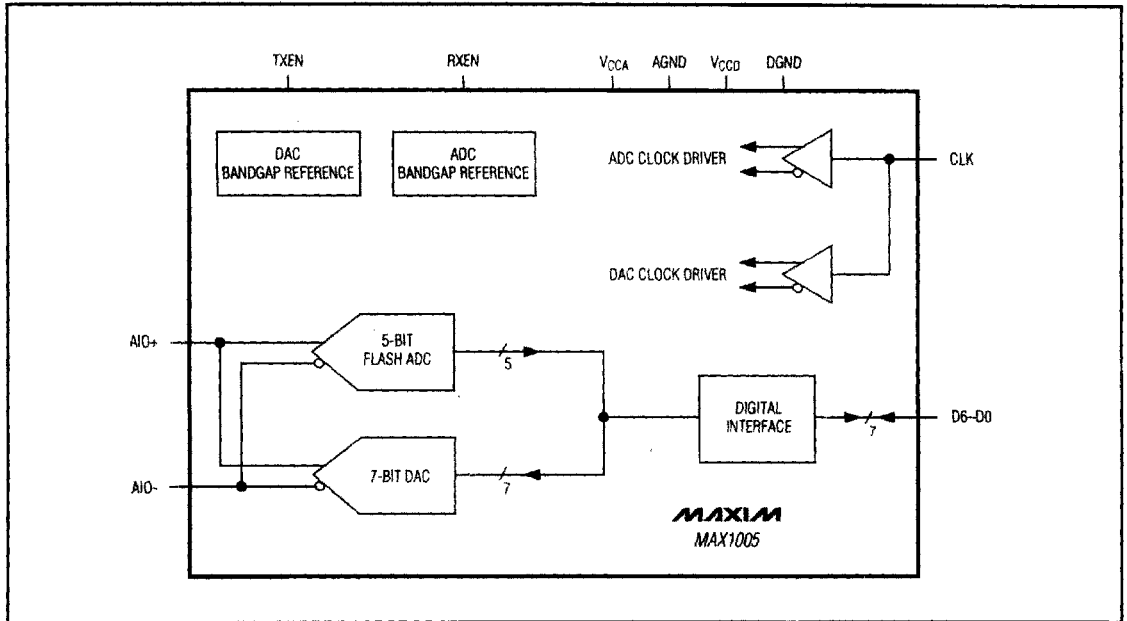 TXEN RXEN VCCA AGND VCCD DGND
DAC
BANDGAP REFERENCE
ADC
BANDGAP REFERENCE
ADC CLOCK DRIVER
CLK
DAC CLOCK DRIVER
AIO+
5-BIT
FLASH ADC
5
DIGITAL
INTERFACE
7
D6–D0
AIO-
7-BIT DAC
7
MAXIM
MAX1005